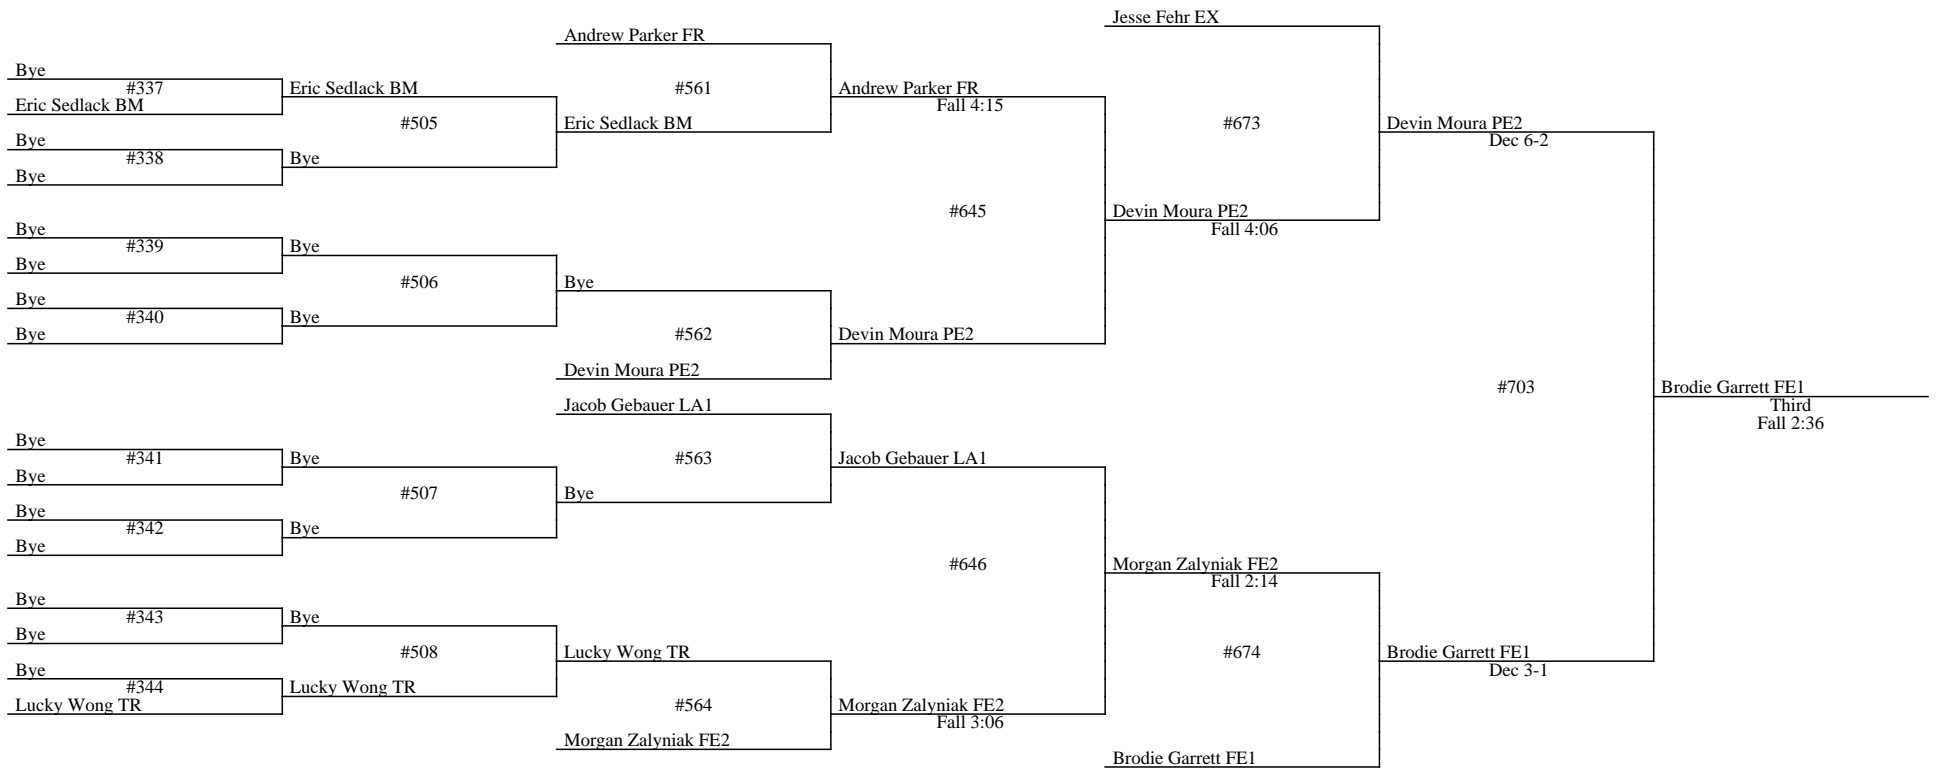 Jesse Fehr EX
Andrew Parker FR
Bye
#337
Eric Sedlack BM
#561
Andrew Parker FR
Eric Sedlack BM
Fall 4:15
#505
Eric Sedlack BM
#673
Devin Moura PE2
Dec 6-2
Bye
#338
Bye
Bye
#645
Devin Moura PE2
Fall 4:06
Bye
#339
Bye
Bye
#506
Bye
Bye
#340
Bye
Bye
#562
Devin Moura PE2
Devin Moura PE2
Jacob Gebauer LA1
#703
Brodie Garrett FE1
Third
Fall 2:36
Bye
#341
Bye
#563
Jacob Gebauer LA1
Bye
#507
Bye
Bye
#342
Bye
Bye
#646
Morgan Zalyniak FE2
Fall 2:14
Bye
#343
Bye
Bye
#508
Lucky Wong TR
#674
Brodie Garrett FE1
Dec 3-1
Bye
#344
Lucky Wong TR
Lucky Wong TR
#564
Morgan Zalyniak FE2
Fall 3:06
Morgan Zalyniak FE2
Brodie Garrett FE1